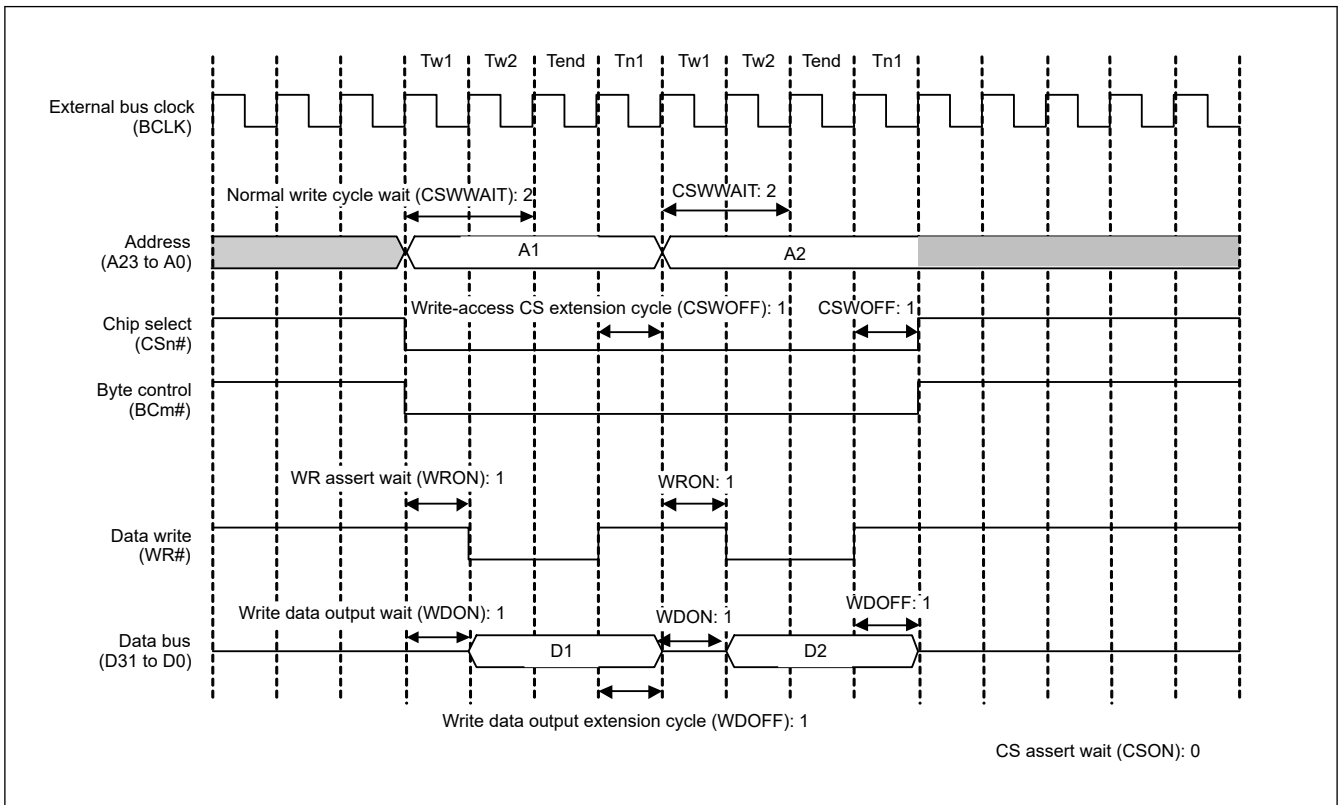 Tw1 Tw2 Tend Tn1 Tw1 Tw2 Tend Tn1
External bus clock
(BCLK)
Normal write cycle wait (CSWWAIT): 2
CSWWAIT: 2
Address
(A23 to A0)
A1
A2
Write-access CS extension cycle (CSWOFF): 1
CSWOFF: 1
Chip select
(CSn#)
Byte control
(BCm#)
WR assert wait (WRON): 1
WRON: 1
Data write
(WR#)
Write data output wait (WDON): 1
WDON: 1
WDOFF: 1
Data bus
(D31 to D0)
D1
D2
Write data output extension cycle (WDOFF): 1
CS assert wait (CSON): 0